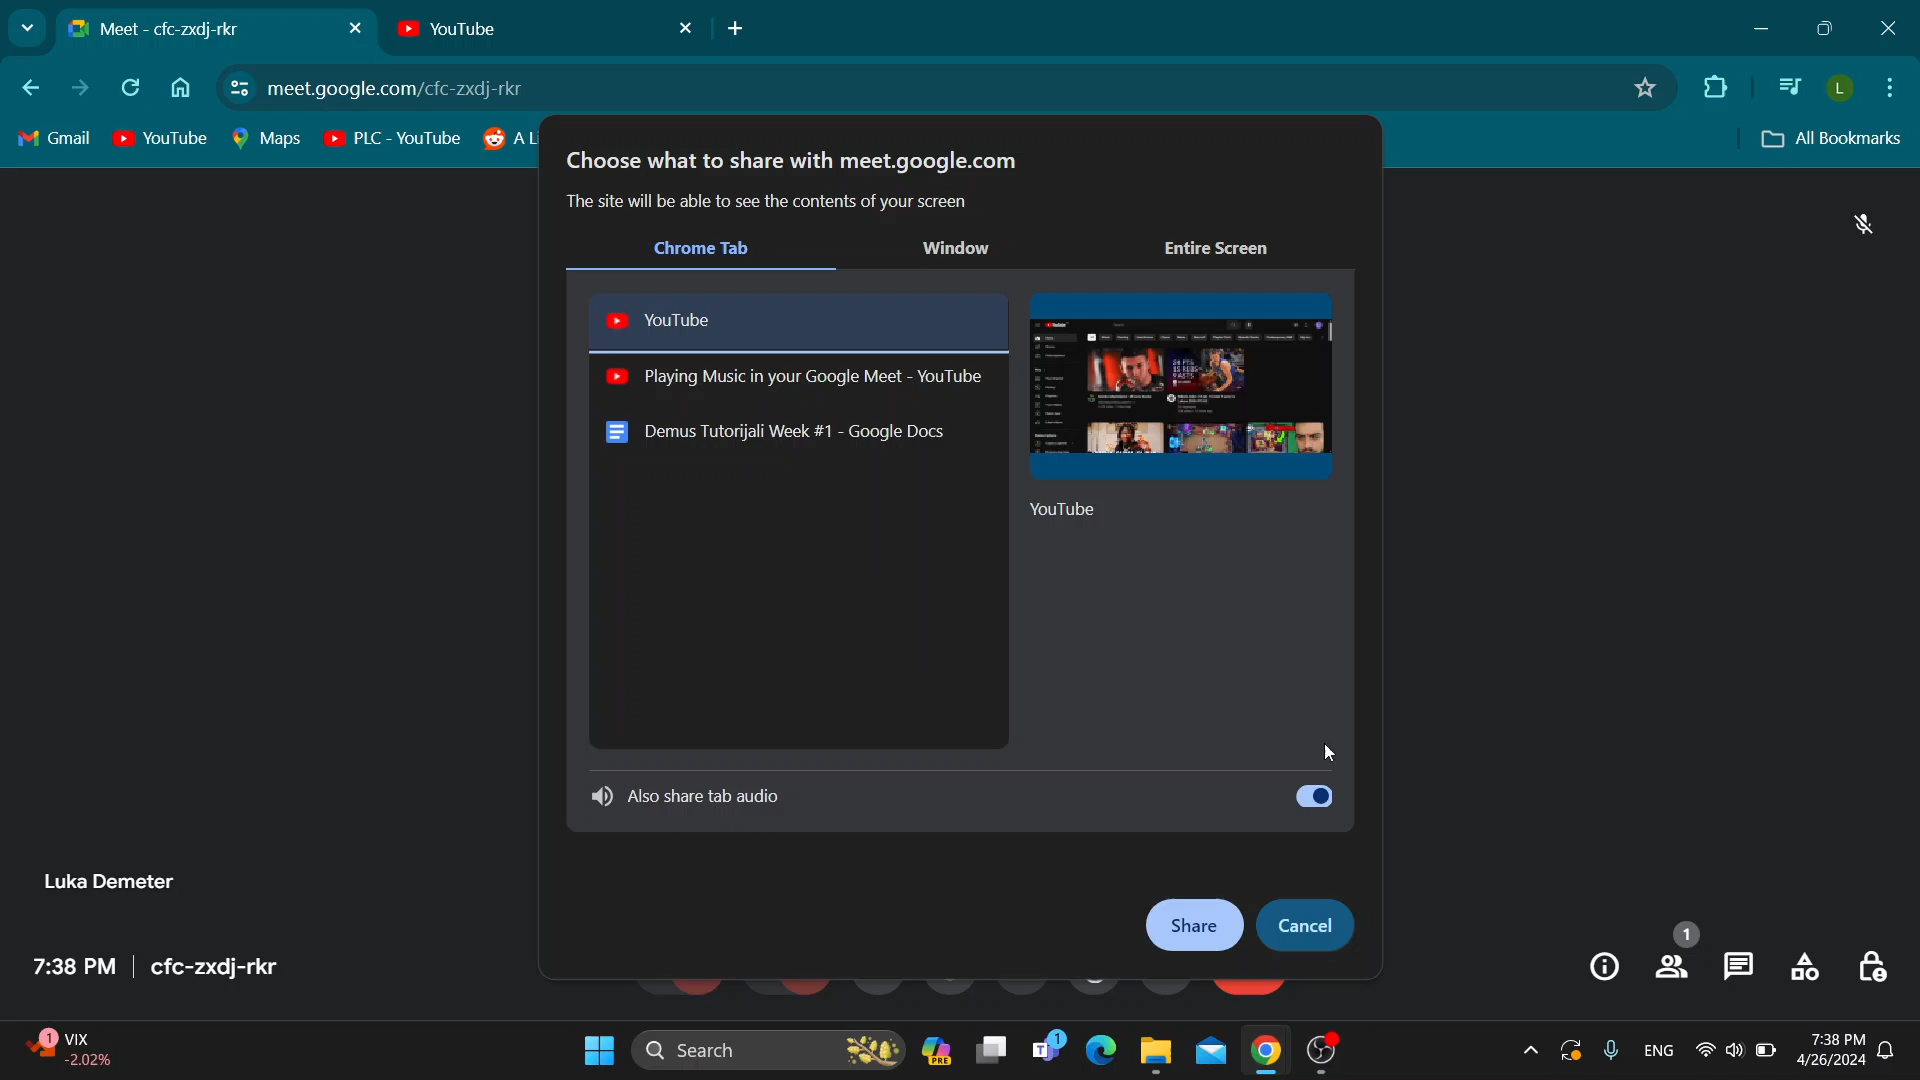 Meet - cfc-zxdj-rkr
YouTube
meet.google.com/cfc-zxdj-rkr
L
Gmail
YouTube
Maps
PLC - YouTube
All Bookmarks
Choose what to share with meet.google.com
The site will be able to see the contents of your screen
Chrome Tab
Window
Entire Screen
YouTube
Playing Music in your Google Meet - YouTube
Demus Tutorijali Week #1 - Google Docs
YouTube
Also share tab audio
Share
Cancel
Luka Demeter
7:38 PM
cfc-zxdj-rkr
1
1
VIX
-2.02%
Search
PRE
1
ENG
7:38 PM
4/26/2024